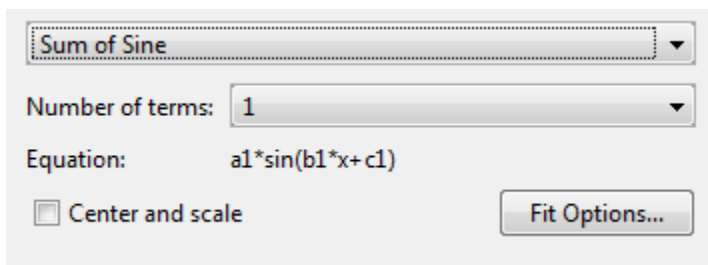 Sum of Sine
Number of terms: 1
Equation: a1*sin(b1*x+c1)
Center and scale Fit Options...